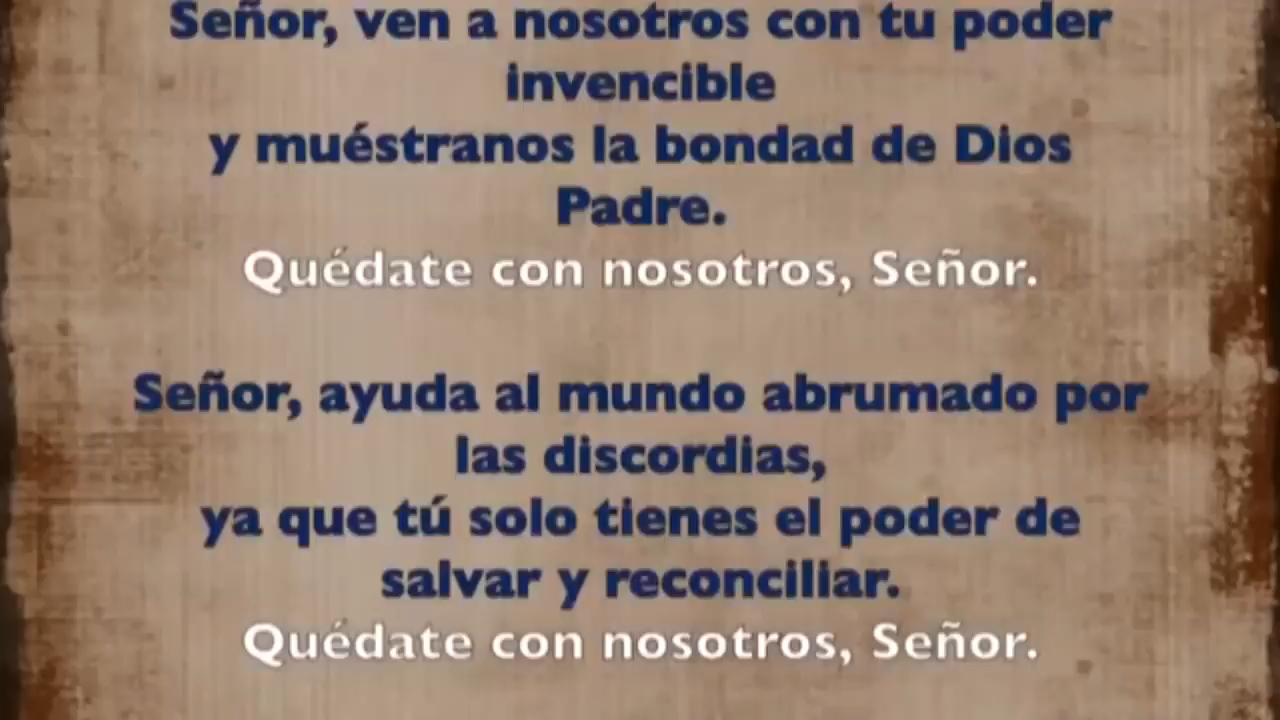 Señor, ven a nosotros con tu poder
invencible
y muéstranos la bondad de Dios
Padre.
Quédate con nosotros, Señor.
Señor, ayuda al mundo abrumado por
las discordias,
ya que tú solo tienes el poder de
salvar y reconciliar.
Quédate con nosotros, Señor.